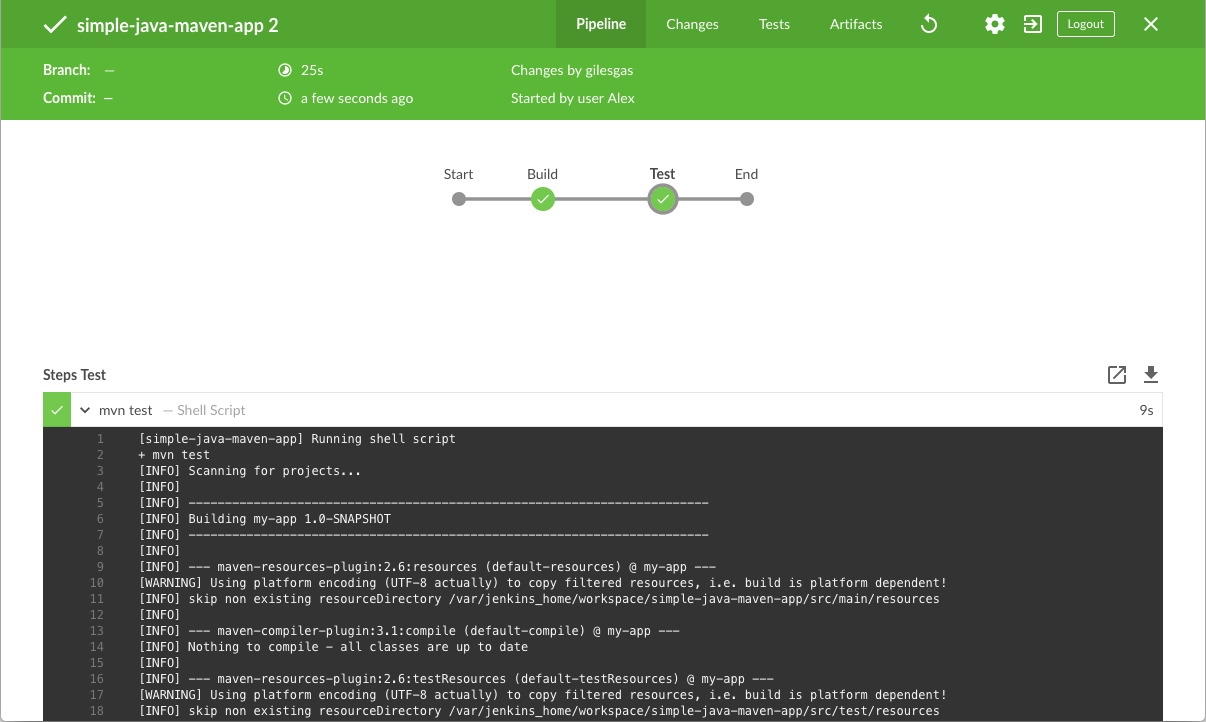 simple-java-maven-app 2 Pipeline Changes Tests Artifacts Logout
Branch: — 25s Changes by gilesgas
Commit: — a few seconds ago Started by user Alex
Start Build Test End
Steps Test
mvn test — Shell Script 9s
1 [simple-java-maven-app] Running shell script
2 + mvn test
3 [INFO] Scanning for projects...
4 [INFO]
5 [INFO] ------------------------------------------------------------------------
6 [INFO] Building my-app 1.0-SNAPSHOT
7 [INFO] ------------------------------------------------------------------------
8 [INFO]
9 [INFO] --- maven-resources-plugin:2.6:resources (default-resources) @ my-app ---
10 [WARNING] Using platform encoding (UTF-8 actually) to copy filtered resources, i.e. build is platform dependent!
11 [INFO] skip non existing resourceDirectory /var/jenkins_home/workspace/simple-java-maven-app/src/main/resources
12 [INFO]
13 [INFO] --- maven-compiler-plugin:3.1:compile (default-compile) @ my-app ---
14 [INFO] Nothing to compile - all classes are up to date
15 [INFO]
16 [INFO] --- maven-resources-plugin:2.6:testResources (default-testResources) @ my-app ---
17 [WARNING] Using platform encoding (UTF-8 actually) to copy filtered resources, i.e. build is platform dependent!
18 [INFO] skip non existing resourceDirectory /var/jenkins_home/workspace/simple-java-maven-app/src/test/resources